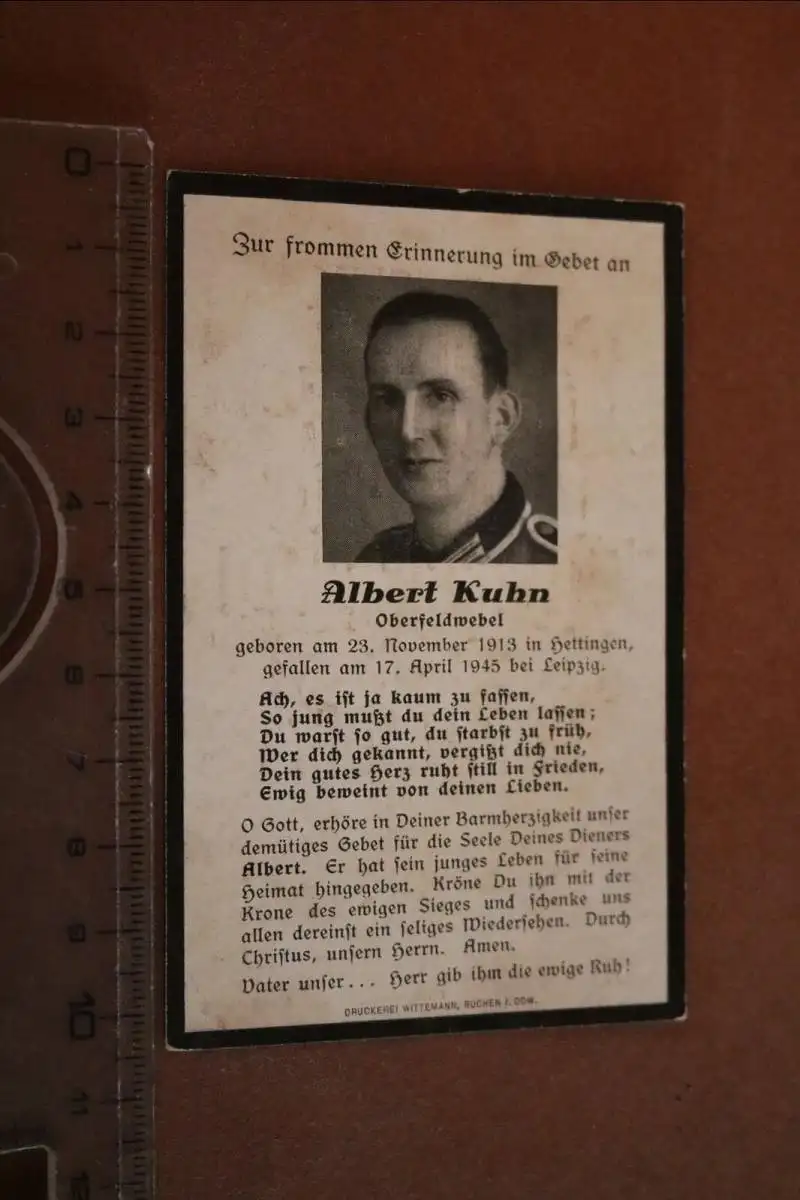 Zur frommen Erinnerung im Gebet an
Albert Kuhn
Oberfeldwebel
geboren am 23. November 1913 in Hettingen,
gefallen am 17. April 1945 bei Leipzig.
Ach, es iſt ja kaum zu faſſen,
So jung mußt du dein Leben laſſen;
Du warſt ſo gut, du ſtarbſt zu früh,
Wer dich gekannt, vergißt dich nie,
Dein gutes Herz ruht ſtill in Frieden,
Ewig beweint von deinen Lieben.
O Gott, erhöre in Deiner Barmherzigkeit unſer
demütiges Gebet für die Seele Deines Dieners
Albert. Er hat ſein junges Leben für ſeine
Heimat hingegeben. Kröne Du ihn mit der
Krone des ewigen Sieges und ſchenke uns
allen dereinſt ein ſeliges Wiederſehen. Durch
Chriſtus, unſern Herrn. Amen.
Vater unſer... Herr gib ihm die ewige Ruh!
DRUCKEREI WITTEMANN, BUCHEN I. ODW.
0
1
2
3
4
5
6
7
8
9
10
11
12